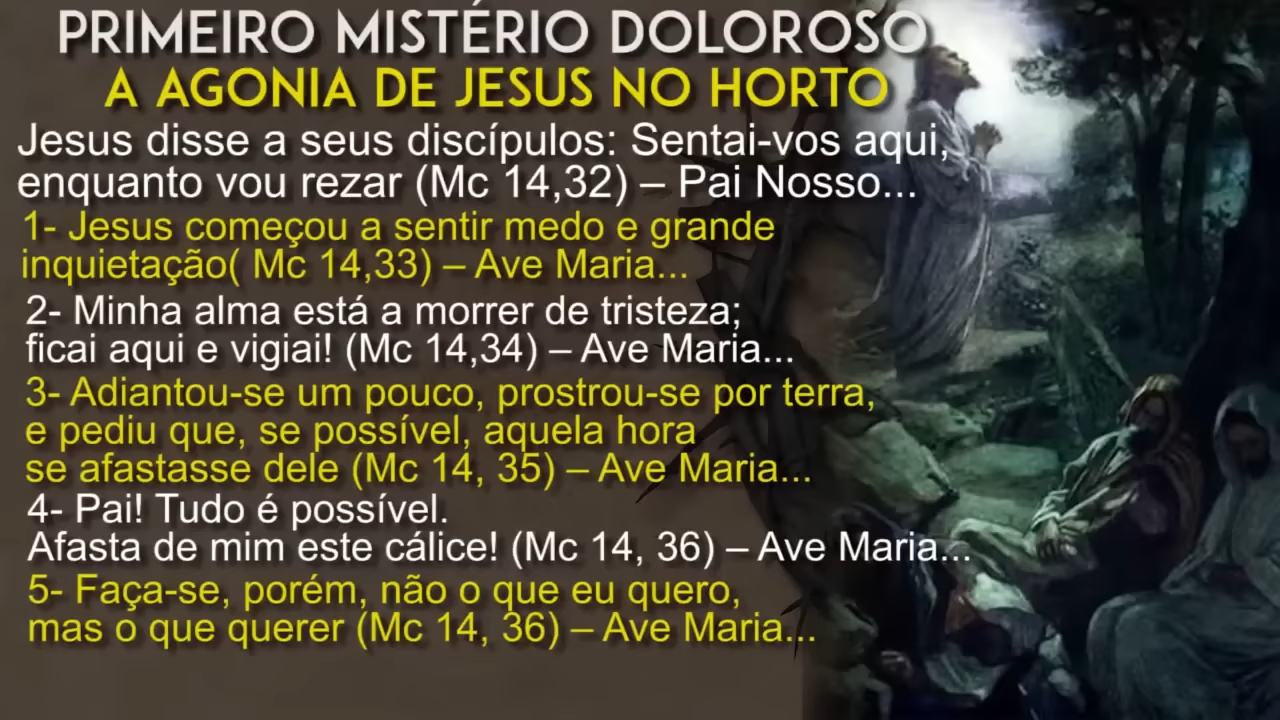 PRIMEIRO MISTÉRIO DOLOROSO
A AGONIA DE JESUS NO HORTO
Jesus disse a seus discípulos: Sentai-vos aqui,
enquanto vou rezar (Mc 14,32) – Pai Nosso...
1- Jesus começou a sentir medo e grande
inquietação( Mc 14,33) – Ave Maria...
2- Minha alma está a morrer de tristeza;
ficai aqui e vigiai! (Mc 14,34) – Ave Maria...
3- Adiantou-se um pouco, prostrou-se por terra,
e pediu que, se possível, aquela hora
se afastasse dele (Mc 14, 35) – Ave Maria...
4- Pai! Tudo é possível.
Afasta de mim este cálice! (Mc 14, 36) – Ave Maria...
5- Faça-se, porém, não o que eu quero,
mas o que querer (Mc 14, 36) – Ave Maria...